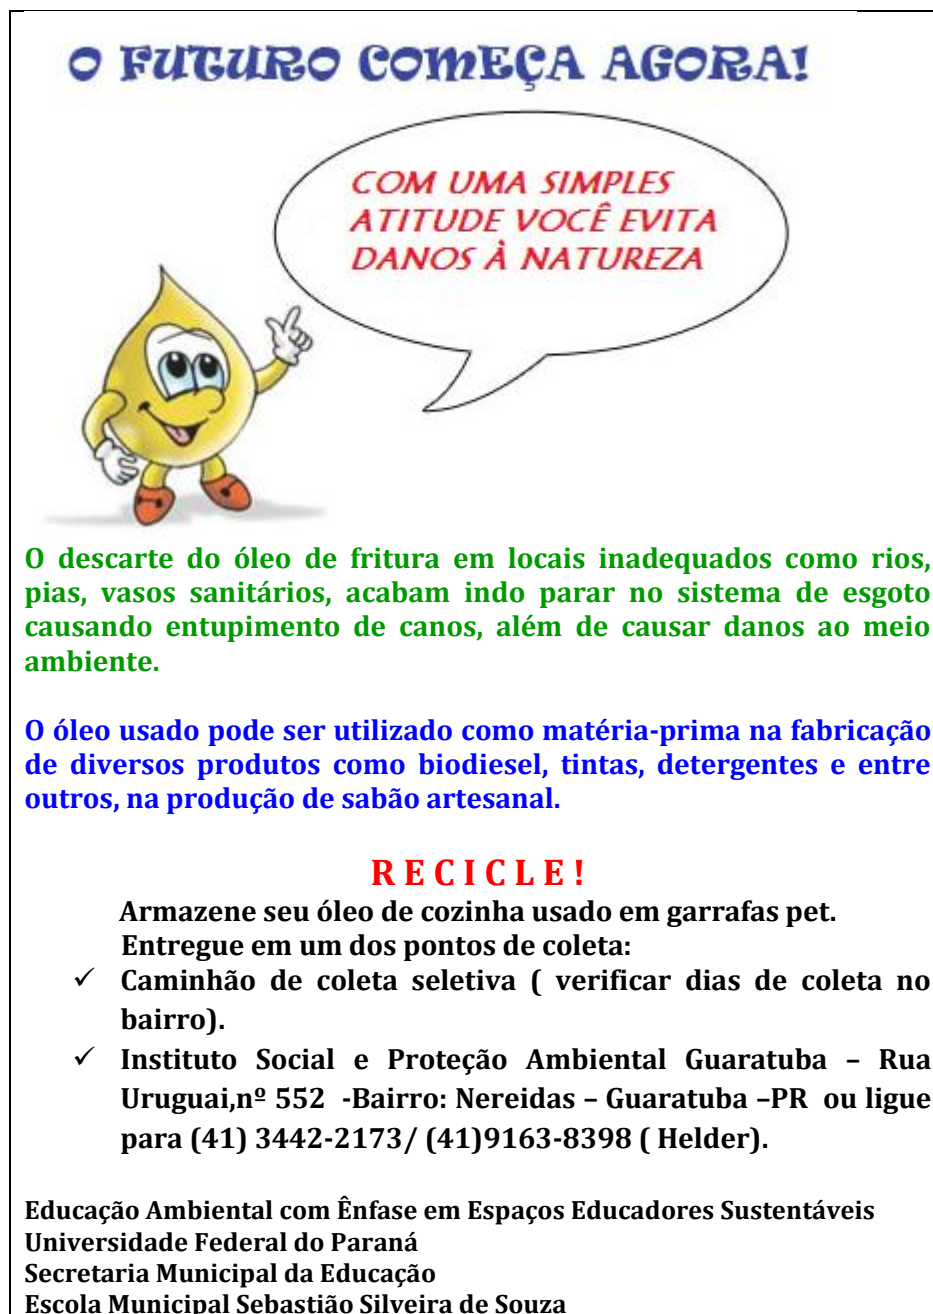 O FUTURO COMEÇA AGORA!
COM UMA SIMPLES
ATITUDE VOCÊ EVITA
DANOS À NATUREZA
O descarte do óleo de fritura em locais inadequados como rios,
pias, vasos sanitários, acabam indo parar no sistema de esgoto
causando entupimento de canos, além de causar danos ao meio
ambiente.
O óleo usado pode ser utilizado como matéria-prima na fabricação
de diversos produtos como biodiesel, tintas, detergentes e entre
outros, na produção de sabão artesanal.
R E C I C L E !
Armazene seu óleo de cozinha usado em garrafas pet.
Entregue em um dos pontos de coleta:
✓ Caminhão de coleta seletiva ( verificar dias de coleta no
bairro).
✓ Instituto Social e Proteção Ambiental Guaratuba – Rua
Uruguai,nº 552 -Bairro: Nereidas – Guaratuba –PR ou ligue
para (41) 3442-2173/ (41)9163-8398 ( Helder).
Educação Ambiental com Ênfase em Espaços Educadores Sustentáveis
Universidade Federal do Paraná
Secretaria Municipal da Educação
Escola Municipal Sebastião Silveira de Souza